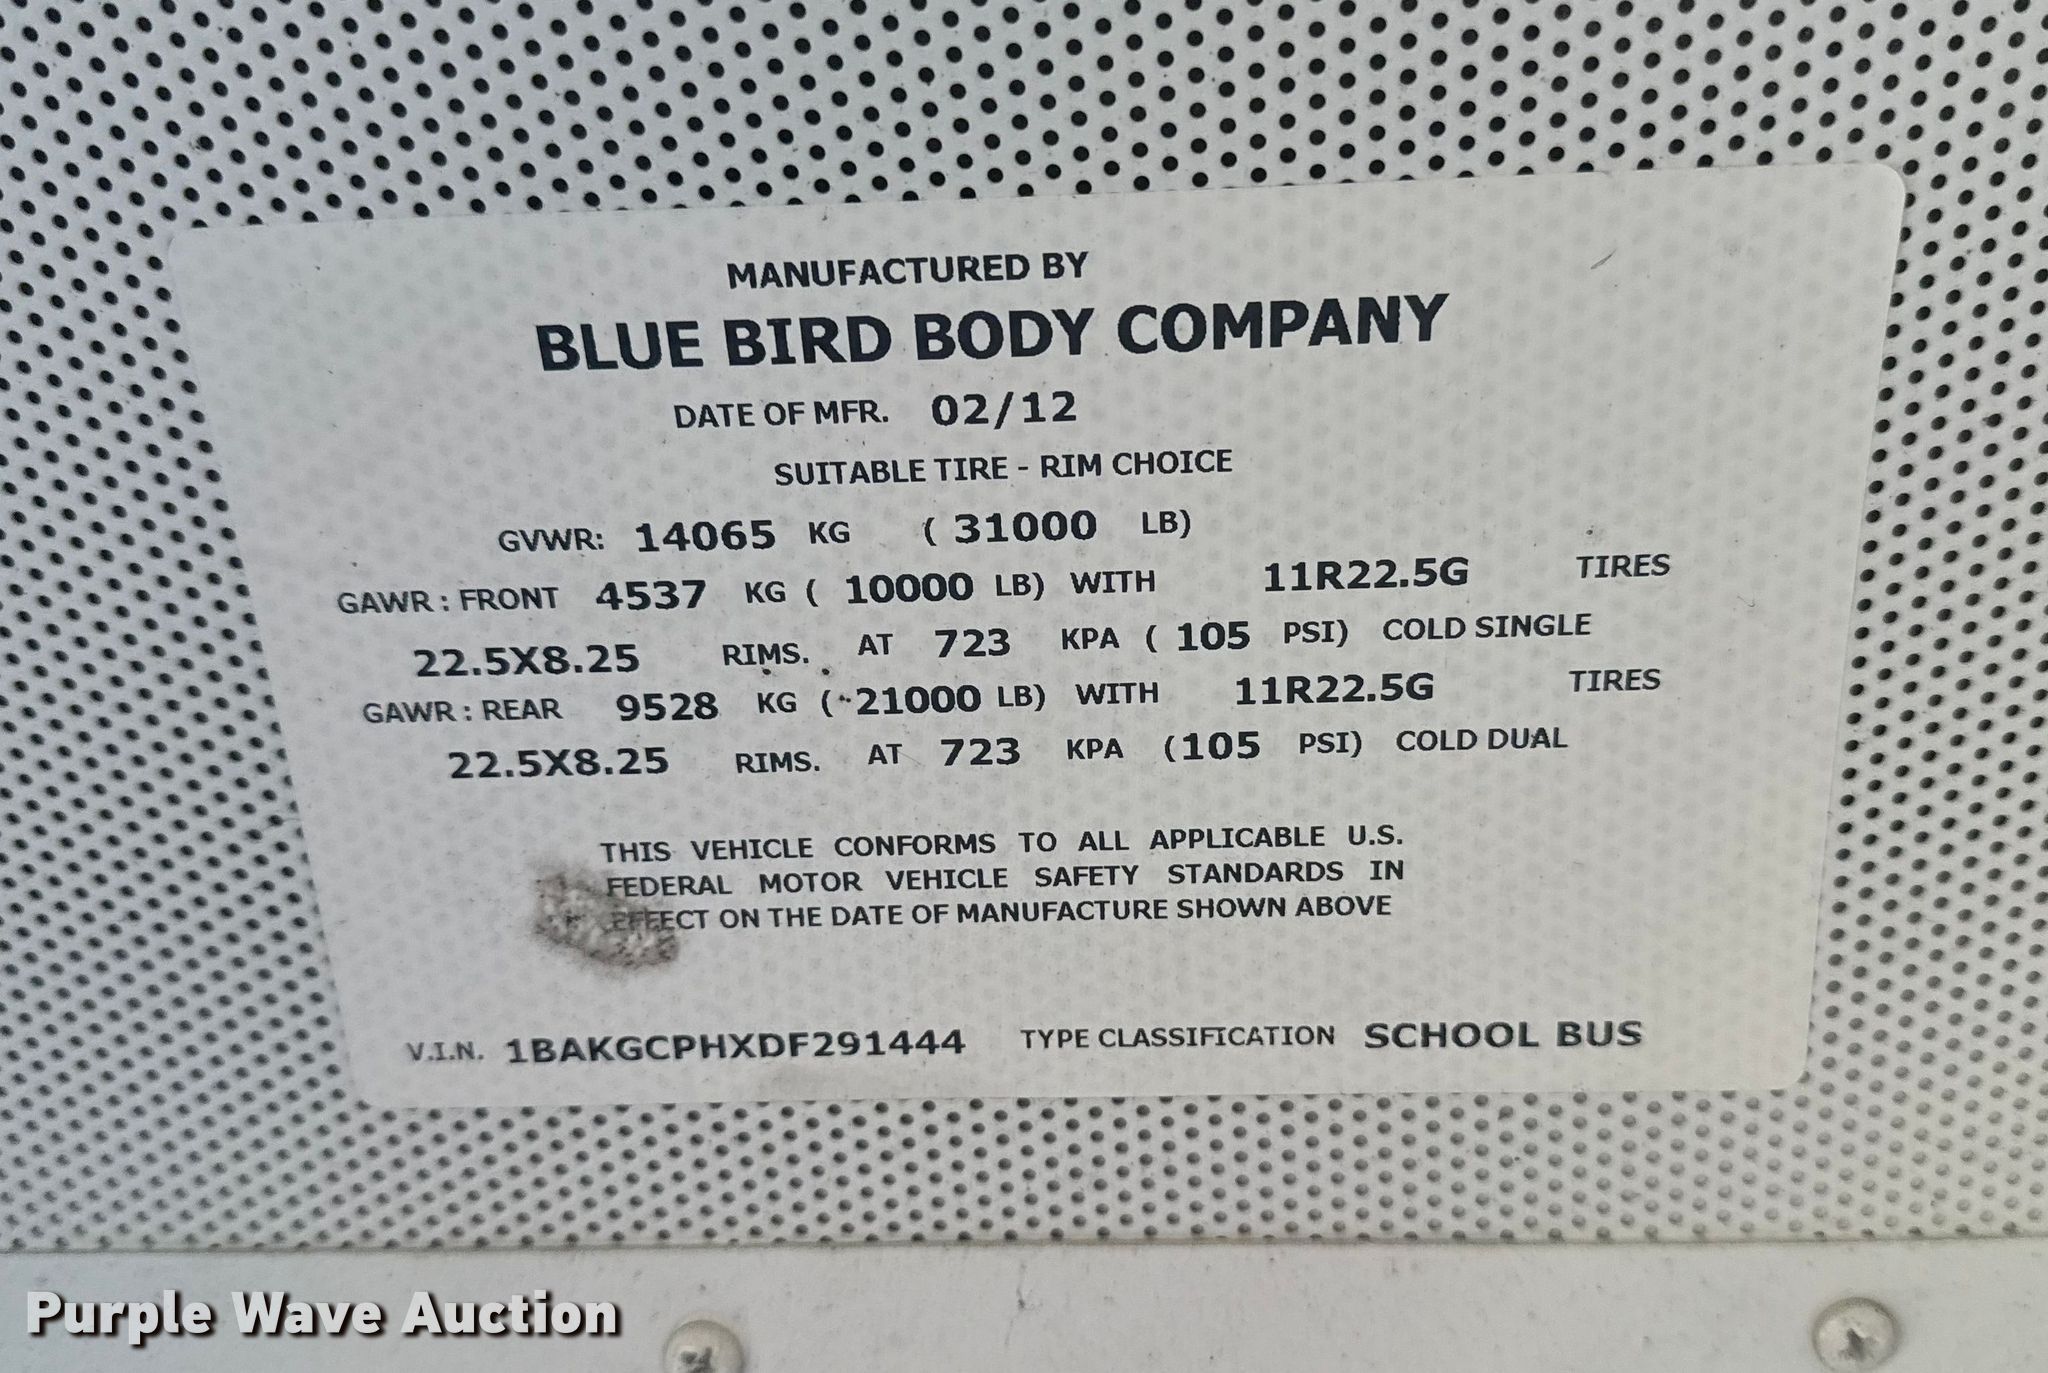 MANUFACTURED BY
BLUE BIRD BODY COMPANY
DATE OF MFR. 02/12
SUITABLE TIRE - RIM CHOICE
GVWR: 14065 KG ( 31000 LB)
GAWR : FRONT 4537 KG ( 10000 LB) WITH 11R22.5G TIRES
22.5X8.25 RIMS. AT 723 KPA ( 105 PSI) COLD SINGLE
GAWR : REAR 9528 KG ( 21000 LB) WITH 11R22.5G TIRES
22.5X8.25 RIMS. AT 723 KPA (105 PSI) COLD DUAL
THIS VEHICLE CONFORMS TO ALL APPLICABLE U.S.
FEDERAL MOTOR VEHICLE SAFETY STANDARDS IN
EFFECT ON THE DATE OF MANUFACTURE SHOWN ABOVE
V.I.N. 1BAKGCPHXDF291444 TYPE CLASSIFICATION SCHOOL BUS
Purple Wave Auction